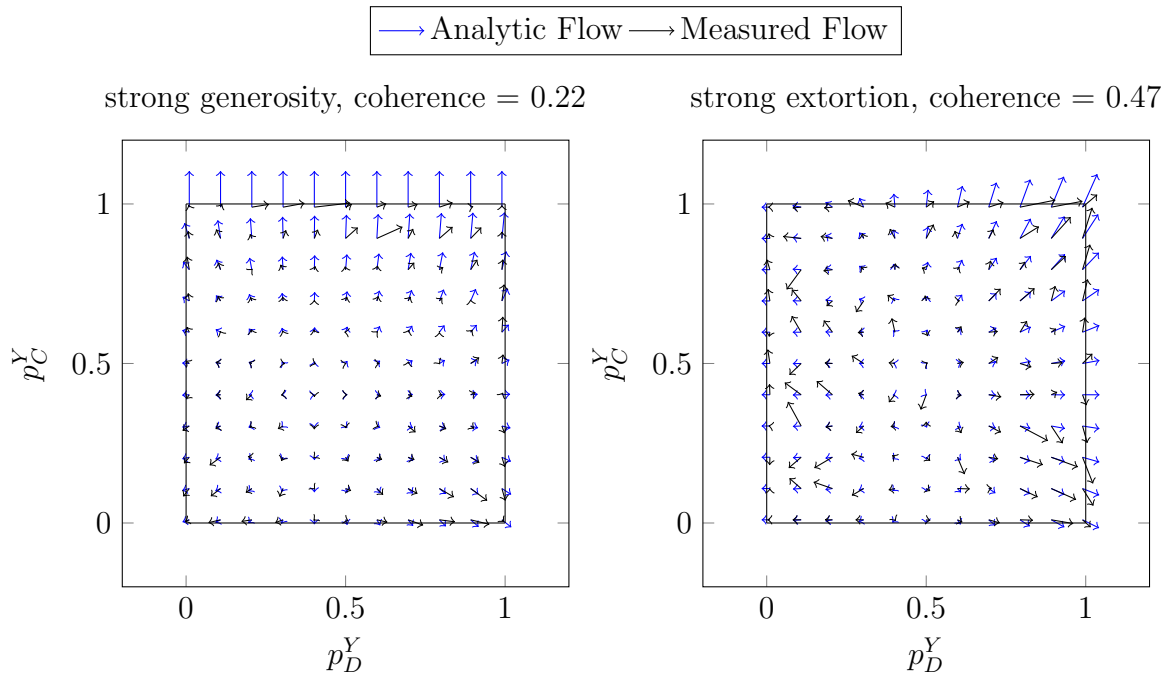 Analytic Flow Measured Flow
strong generosity, coherence = 0.22
strong extortion, coherence = 0.47
1
0.5
0
0 0.5 1
p_D^Y
p_C^Y
1
0.5
0
0 0.5 1
p_D^Y
p_C^Y